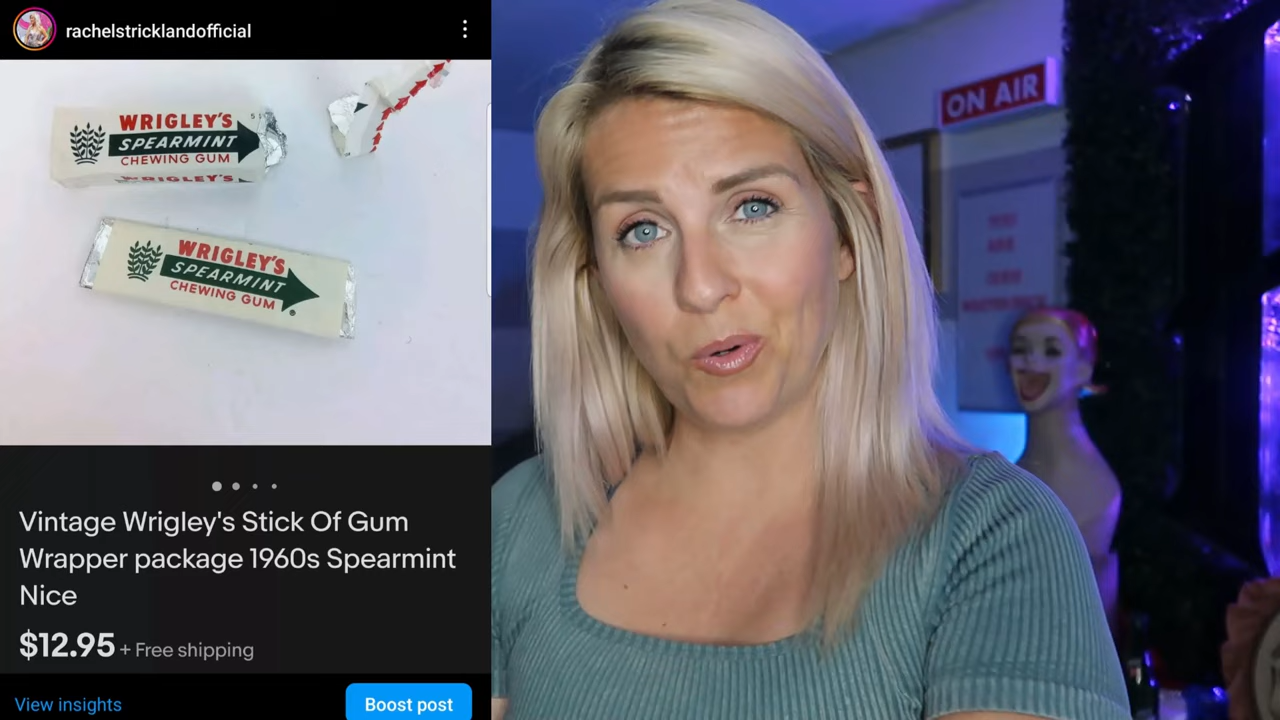 rachelstricklandofficial
WRIGLEY'S
SPEARMINT
CHEWING GUM
WRIGLEY'S
WRIGLEY'S
SPEARMINT
CHEWING GUM
Vintage Wrigley's Stick Of Gum
Wrapper package 1960s Spearmint
Nice
$12.95 + Free shipping
View insights
Boost post
ON AIR